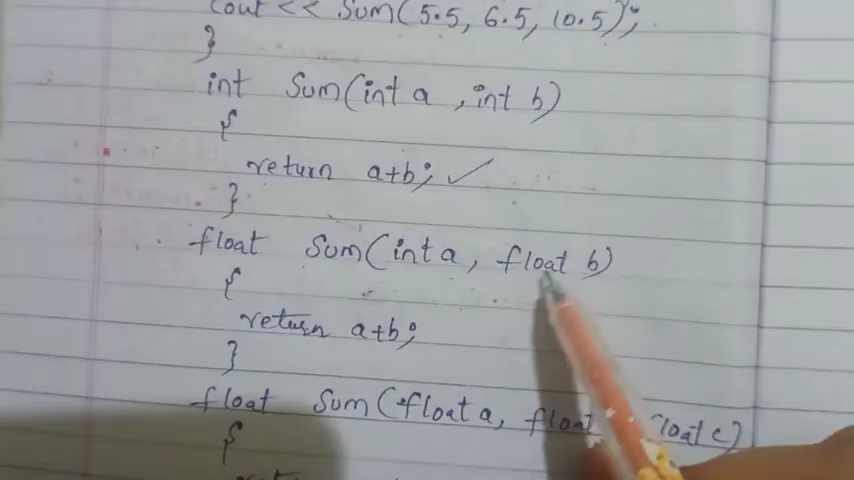 cout << Sum(5.5, 6.5, 10.5);
}
int Sum(int a , int b)
{
return a+b; ✓
}
float Sum(int a, float b)
{
return a+b;
}
float Sum(float a, float c)
{